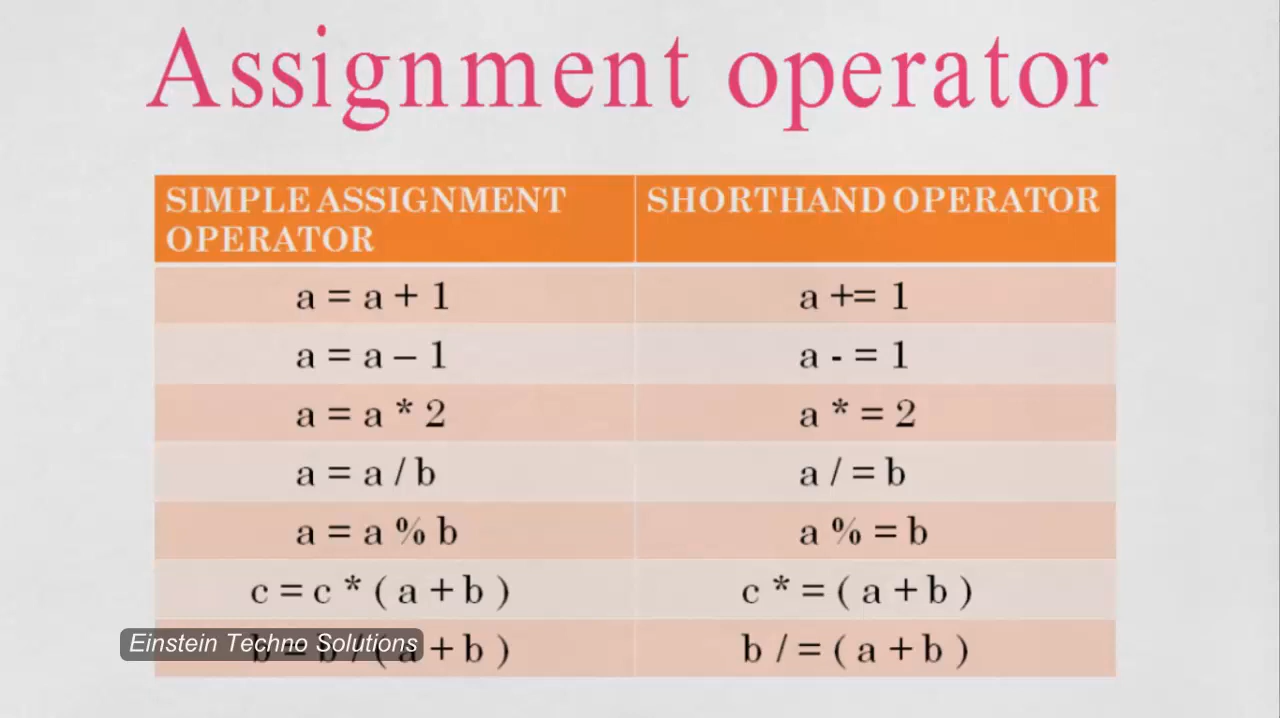 Assignment operator
SIMPLE ASSIGNMENT OPERATOR SHORTHAND OPERATOR
a = a + 1 a += 1
a = a – 1 a - = 1
a = a * 2 a * = 2
a = a / b a / = b
a = a % b a % = b
c = c * ( a + b ) c * = ( a + b )
b = b / ( a + b ) b / = ( a + b )
Einstein Techno Solutions